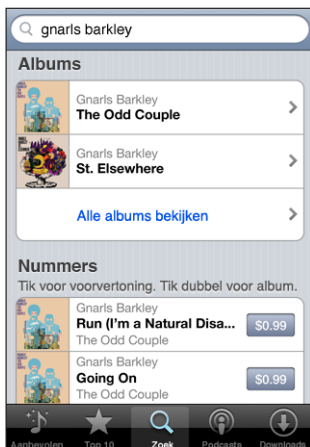 gnarls barkley
Albums
Gnarls Barkley
The Odd Couple
Gnarls Barkley
St. Elsewhere
Alle albums bekijken
Nummers
Tik voor voorvertoning. Tik dubbel voor album.
Gnarls Barkley
Run (I'm a Natural Disa...
$0.99
The Odd Couple
Gnarls Barkley
Going On
$0.99
The Odd Couple
Aanbevolen Top 10 Zoek Podcasts Downloads